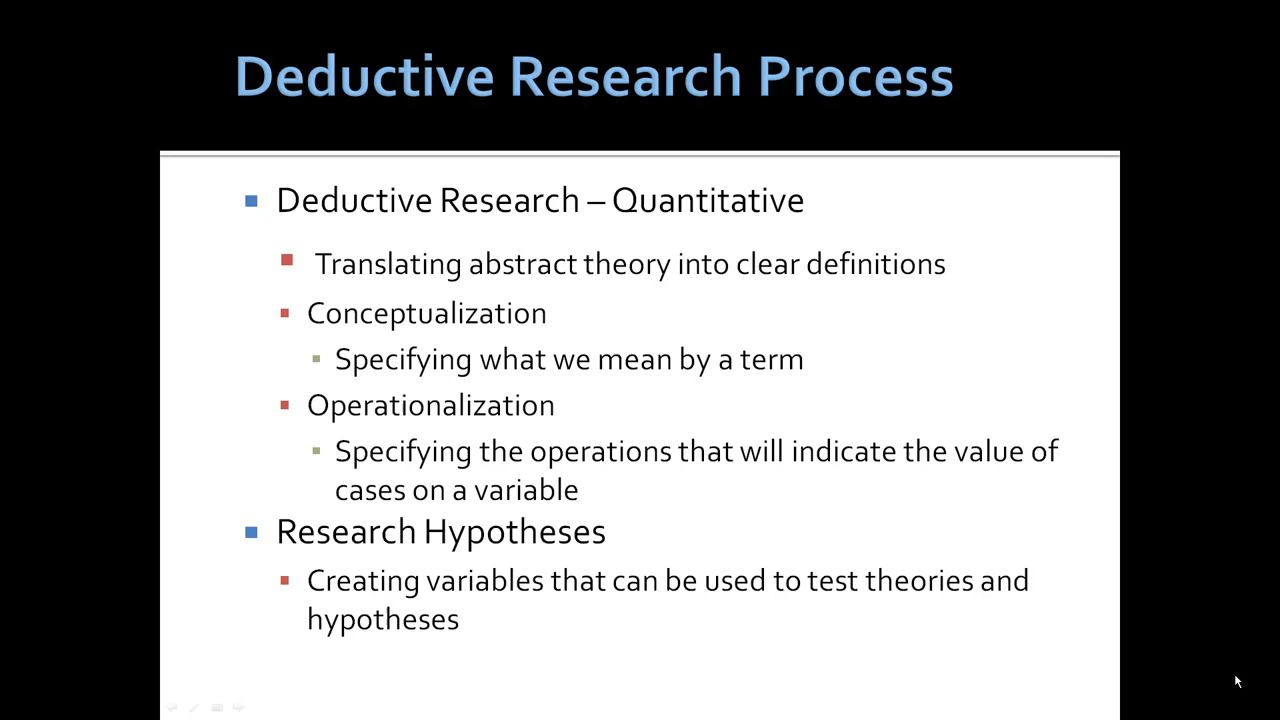 Deductive Research Process
Deductive Research – Quantitative
Translating abstract theory into clear definitions
Conceptualization
Specifying what we mean by a term
Operationalization
Specifying the operations that will indicate the value of
cases on a variable
Research Hypotheses
Creating variables that can be used to test theories and
hypotheses